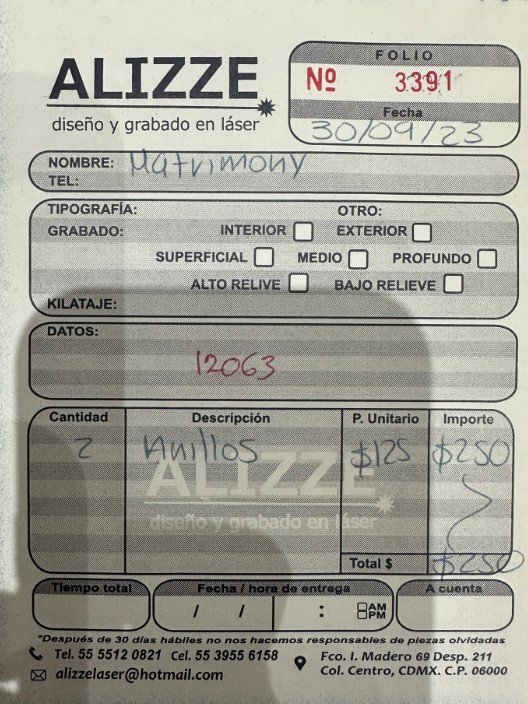 ALIZZE
diseño y grabado en láser
FOLIO
Nº 3391
Fecha
30/09/23
NOMBRE: Matrimony
TEL:
TIPOGRAFÍA: OTRO:
GRABADO: INTERIOR EXTERIOR
SUPERFICIAL MEDIO PROFUNDO
ALTO RELIVE BAJO RELIEVE
KILATAJE:
DATOS:
12063
Cantidad Descripción P. Unitario Importe
2 Anillos $125 $250
ALIZZE
diseño y grabado en láser
Total $ $250
Tiempo total Fecha / hora de entrega A cuenta
/ / : AM
PM
*Después de 30 días hábiles no nos hacemos responsables de piezas olvidadas
Tel. 55 5512 0821 Cel. 55 3955 6158
alizzelaser@hotmail.com
Fco. I. Madero 69 Desp. 211
Col. Centro, CDMX. C.P. 06000